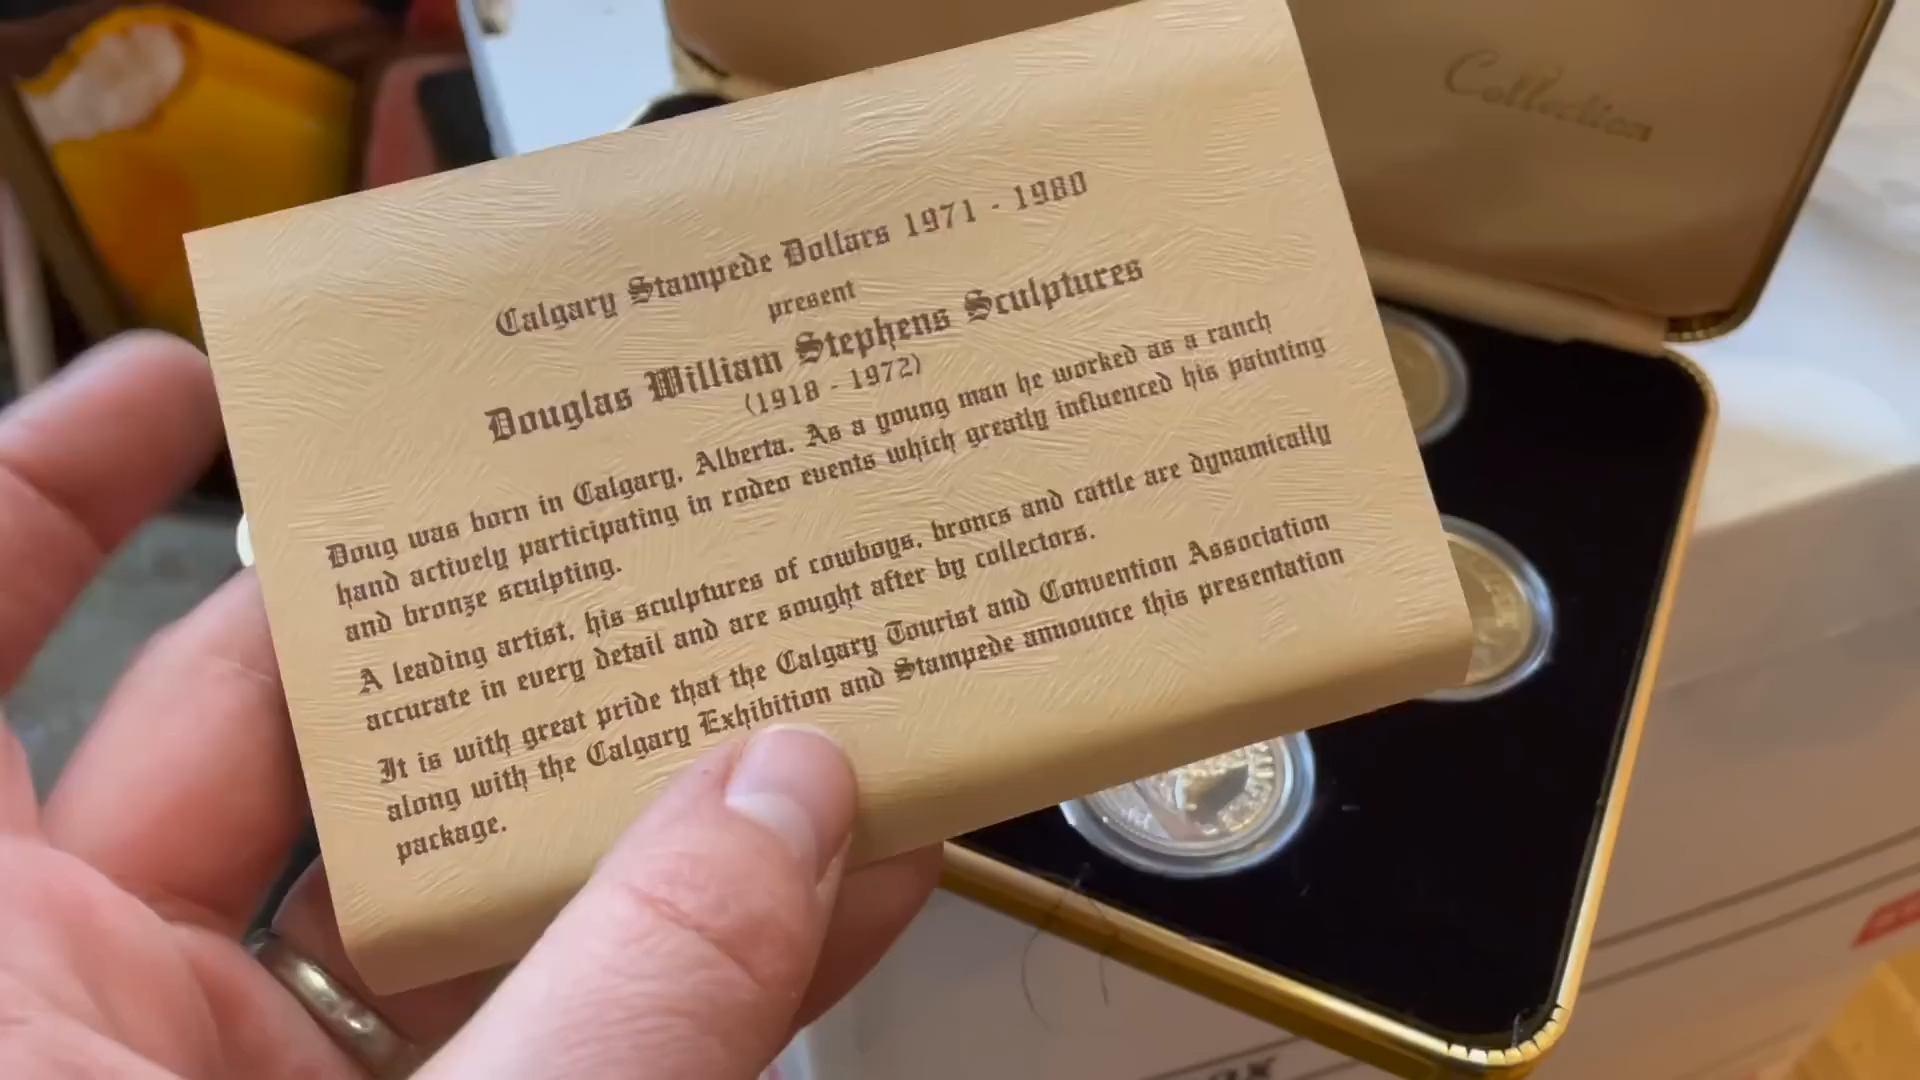 Collection
Calgary Stampede Dollars 1971 - 1980
present
Douglas William Stephens Sculptures
(1918 - 1972)
Doug was born in Calgary, Alberta. As a young man he worked as a ranch
hand actively participating in rodeo events which greatly influenced his painting
and bronze sculpting.
A leading artist, his sculptures of cowboys, broncs and cattle are dynamically
accurate in every detail and are sought after by collectors.
It is with great pride that the Calgary Tourist and Convention Association
along with the Calgary Exhibition and Stampede announce this presentation
package.